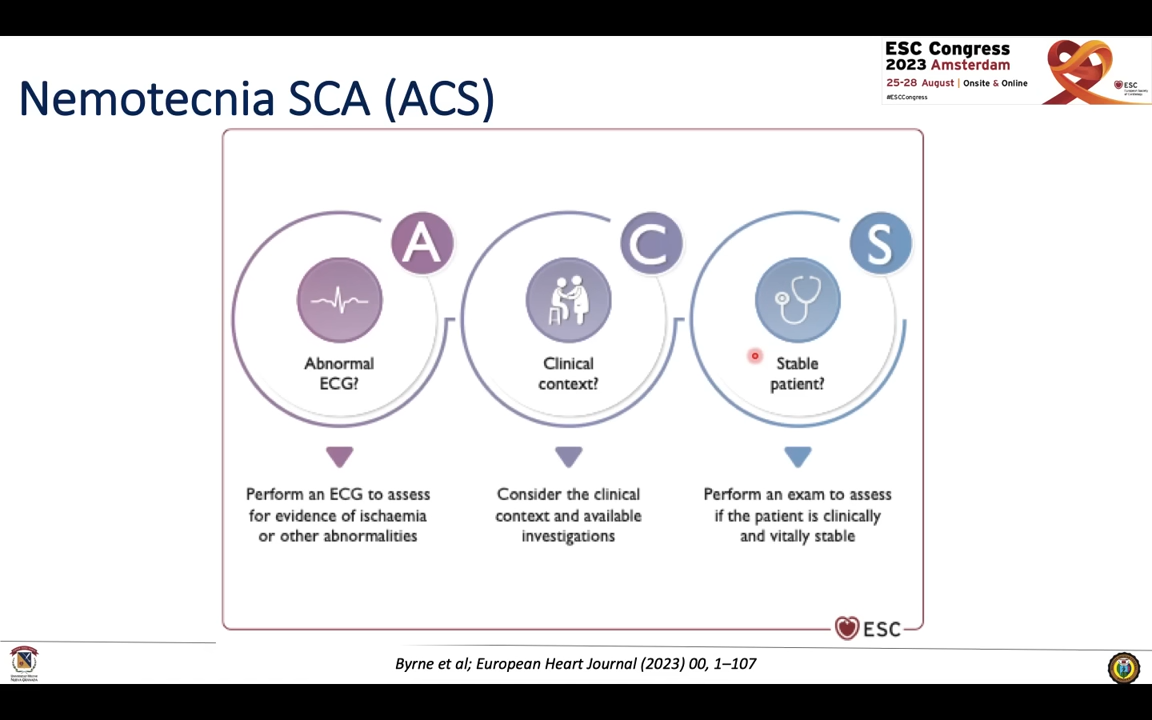 ESC Congress
2023 Amsterdam
25-28 August | Onsite & Online
#ESCCongress
ESC
Nemotecnia SCA (ACS)
A
C
S
Abnormal
ECG?
Clinical
context?
Stable
patient?
Perform an ECG to assess
for evidence of ischaemia
or other abnormalities
Consider the clinical
context and available
investigations
Perform an exam to assess
if the patient is clinically
and vitally stable
ESC
Byrne et al; European Heart Journal (2023) 00, 1–107